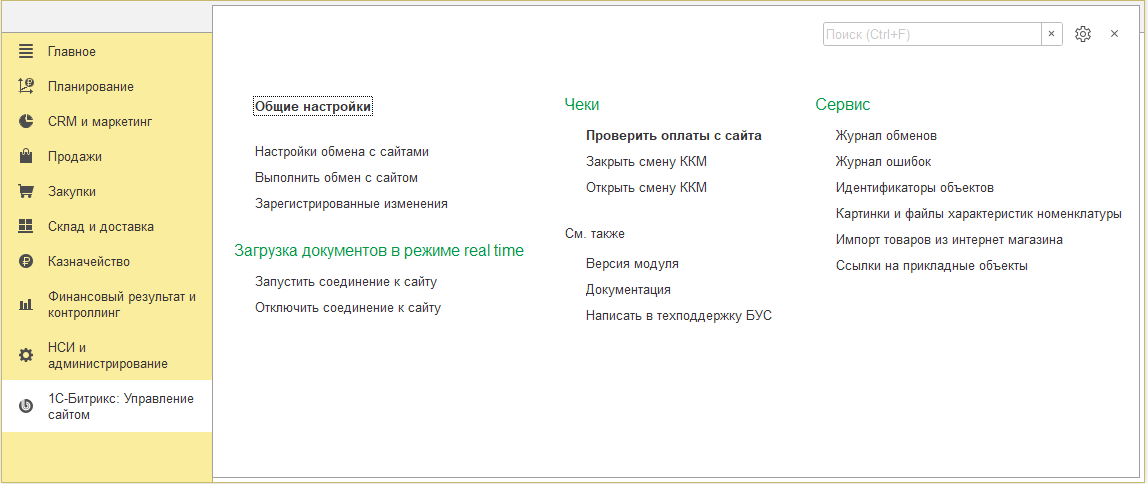 Поиск (Ctrl+F)
Главное
Планирование
CRM и маркетинг
Продажи
Закупки
Склад и доставка
Казначейство
Финансовый результат и
контроллинг
НСИ и
администрирование
1С-Битрикс: Управление
сайтом
Общие настройки
Настройки обмена с сайтами
Выполнить обмен с сайтом
Зарегистрированные изменения
Загрузка документов в режиме real time
Запустить соединение к сайту
Отключить соединение к сайту
Чеки
Проверить оплаты с сайта
Закрыть смену ККМ
Открыть смену ККМ
См. также
Версия модуля
Документация
Написать в техподдержку БУС
Сервис
Журнал обменов
Журнал ошибок
Идентификаторы объектов
Картинки и файлы характеристик номенклатуры
Импорт товаров из интернет магазина
Ссылки на прикладные объекты